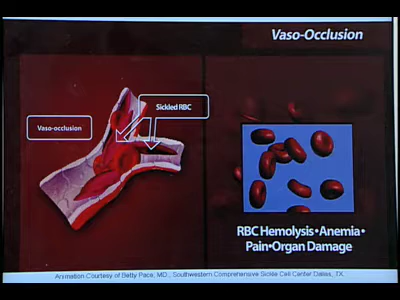 Vaso-Occlusion
Sickled RBC
Vaso-occlusion
RBC Hemolysis•Anemia•
Pain•Organ Damage
Animation Courtesy of Betty Pace, MD., Southwestern Comprehensive Sickle Cell Center Dallas, TX.